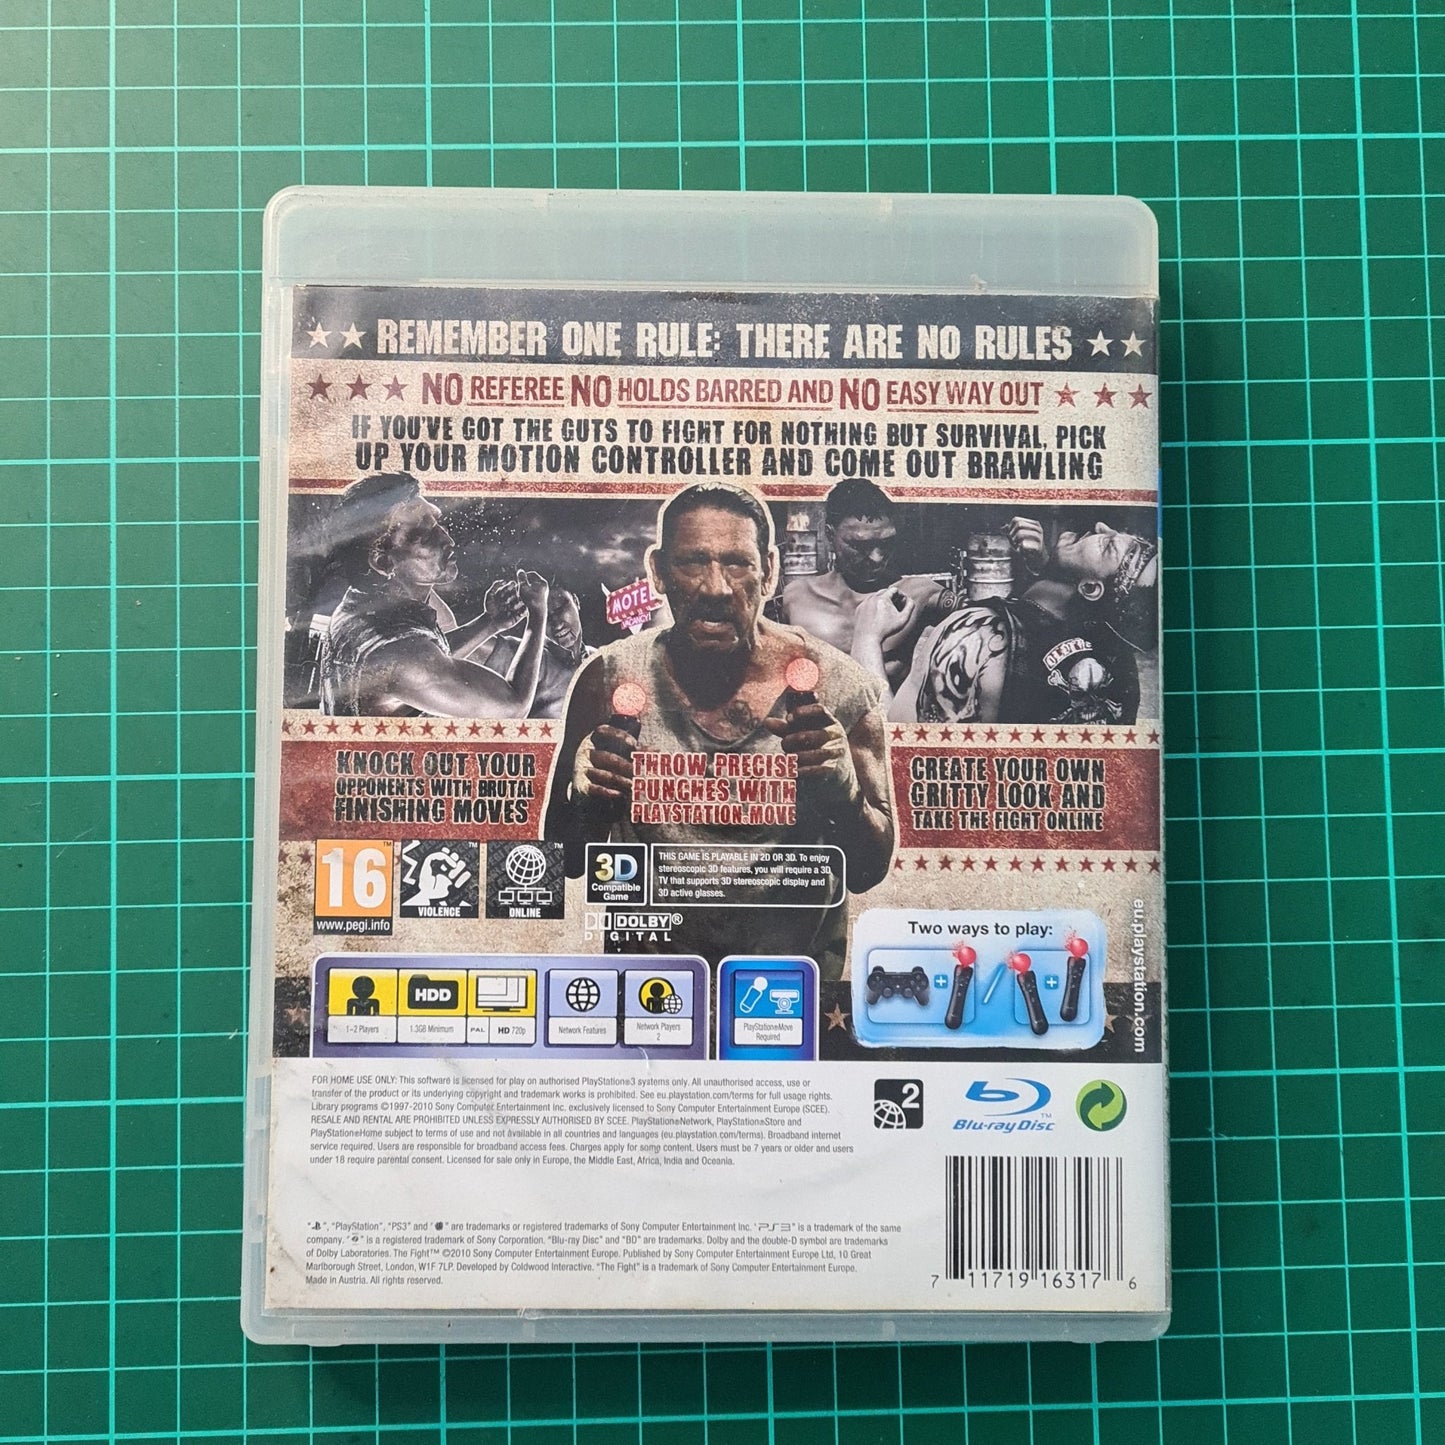 REMEMBER ONE RULE: THERE ARE NO RULES
NO REFEREE NO HOLDS BARRED AND NO EASY WAY OUT
IF YOU'VE GOT THE GUTS TO FIGHT FOR NOTHING BUT SURVIVAL, PICK
UP YOUR MOTION CONTROLLER AND COME OUT BRAWLING
MOTEL
VACANCY!
KNOCK OUT YOUR
OPPONENTS WITH BRUTAL
FINISHING MOVES
THROW PRECISE
PUNCHES WITH
PLAYSTATION MOVE
CREATE YOUR OWN
GRITTY LOOK AND
TAKE THE FIGHT ONLINE
16
www.pegi.info
VIOLENCE
ONLINE
3D
Compatible
Game
THIS GAME IS PLAYABLE IN 2D OR 3D. To enjoy
stereoscopic 3D features, you will require a 3D
TV that supports 3D stereoscopic display and
3D active glasses.
DOLBY®
DIGITAL
Two ways to play:
eu.playstation.com
1-2 Players
HDD
1.3GB Minimum
PAL
HD 720p
Network Features
Network Players
2
PlayStation®Move
Required
FOR HOME USE ONLY: This software is licensed for play on authorised PlayStation®3 systems only. All unauthorised access, use or
transfer of the product or its underlying copyright and trademark works is prohibited. See eu.playstation.com/terms for full usage rights.
Library programs ©1997-2010 Sony Computer Entertainment Inc. exclusively licensed to Sony Computer Entertainment Europe (SCEE).
RESALE AND RENTAL ARE PROHIBITED UNLESS EXPRESSLY AUTHORISED BY SCEE. PlayStation®Network, PlayStation®Store and
PlayStation®Home subject to terms of use and not available in all countries and languages (eu.playstation.com/terms). Broadband internet
service required. Users are responsible for broadband access fees. Charges apply for some content. Users must be 7 years or older and users
under 18 require parental consent. Licensed for sale only in Europe, the Middle East, Africa, India and Oceania.
2
Blu-ray Disc™
" ", "PlayStation", "PS3" and " " are trademarks or registered trademarks of Sony Computer Entertainment Inc. "PS3" is a trademark of the same
company. " " is a registered trademark of Sony Corporation. "Blu-ray Disc" and "BD" are trademarks. Dolby and the double-D symbol are trademarks
of Dolby Laboratories. The Fight™ ©2010 Sony Computer Entertainment Europe. Published by Sony Computer Entertainment Europe Ltd, 10 Great
Marlborough Street, London, W1F 7LP. Developed by Coldwood Interactive. "The Fight" is a trademark of Sony Computer Entertainment Europe.
Made in Austria. All rights reserved.
7 11719 16317 6